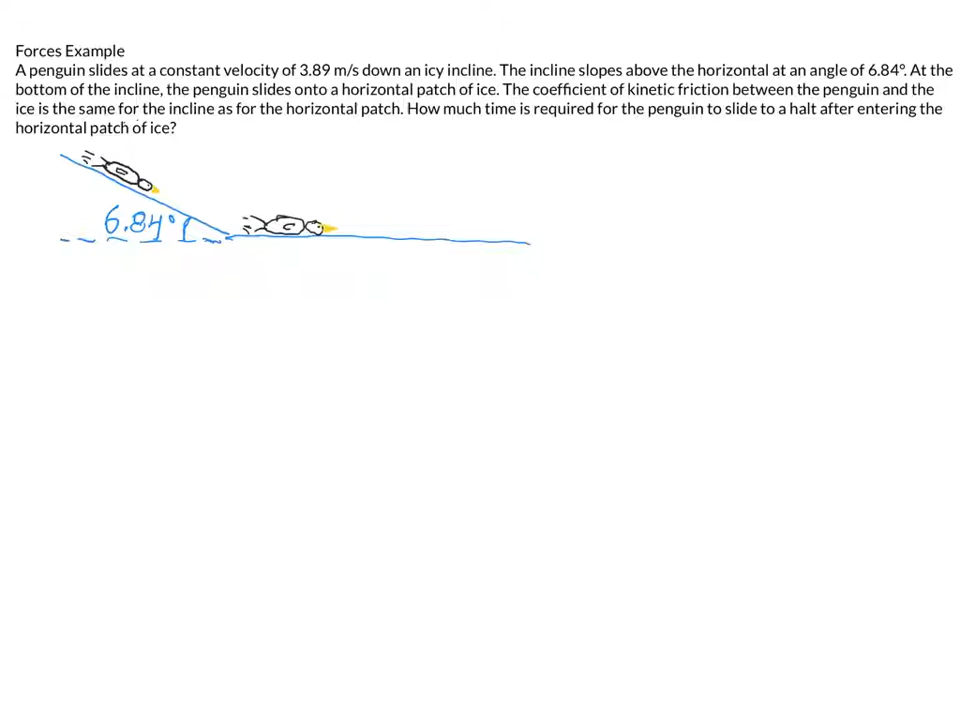 Forces Example
A penguin slides at a constant velocity of 3.89 m/s down an icy incline. The incline slopes above the horizontal at an angle of 6.84°. At the
bottom of the incline, the penguin slides onto a horizontal patch of ice. The coefficient of kinetic friction between the penguin and the
ice is the same for the incline as for the horizontal patch. How much time is required for the penguin to slide to a halt after entering the
horizontal patch of ice?
6.84°